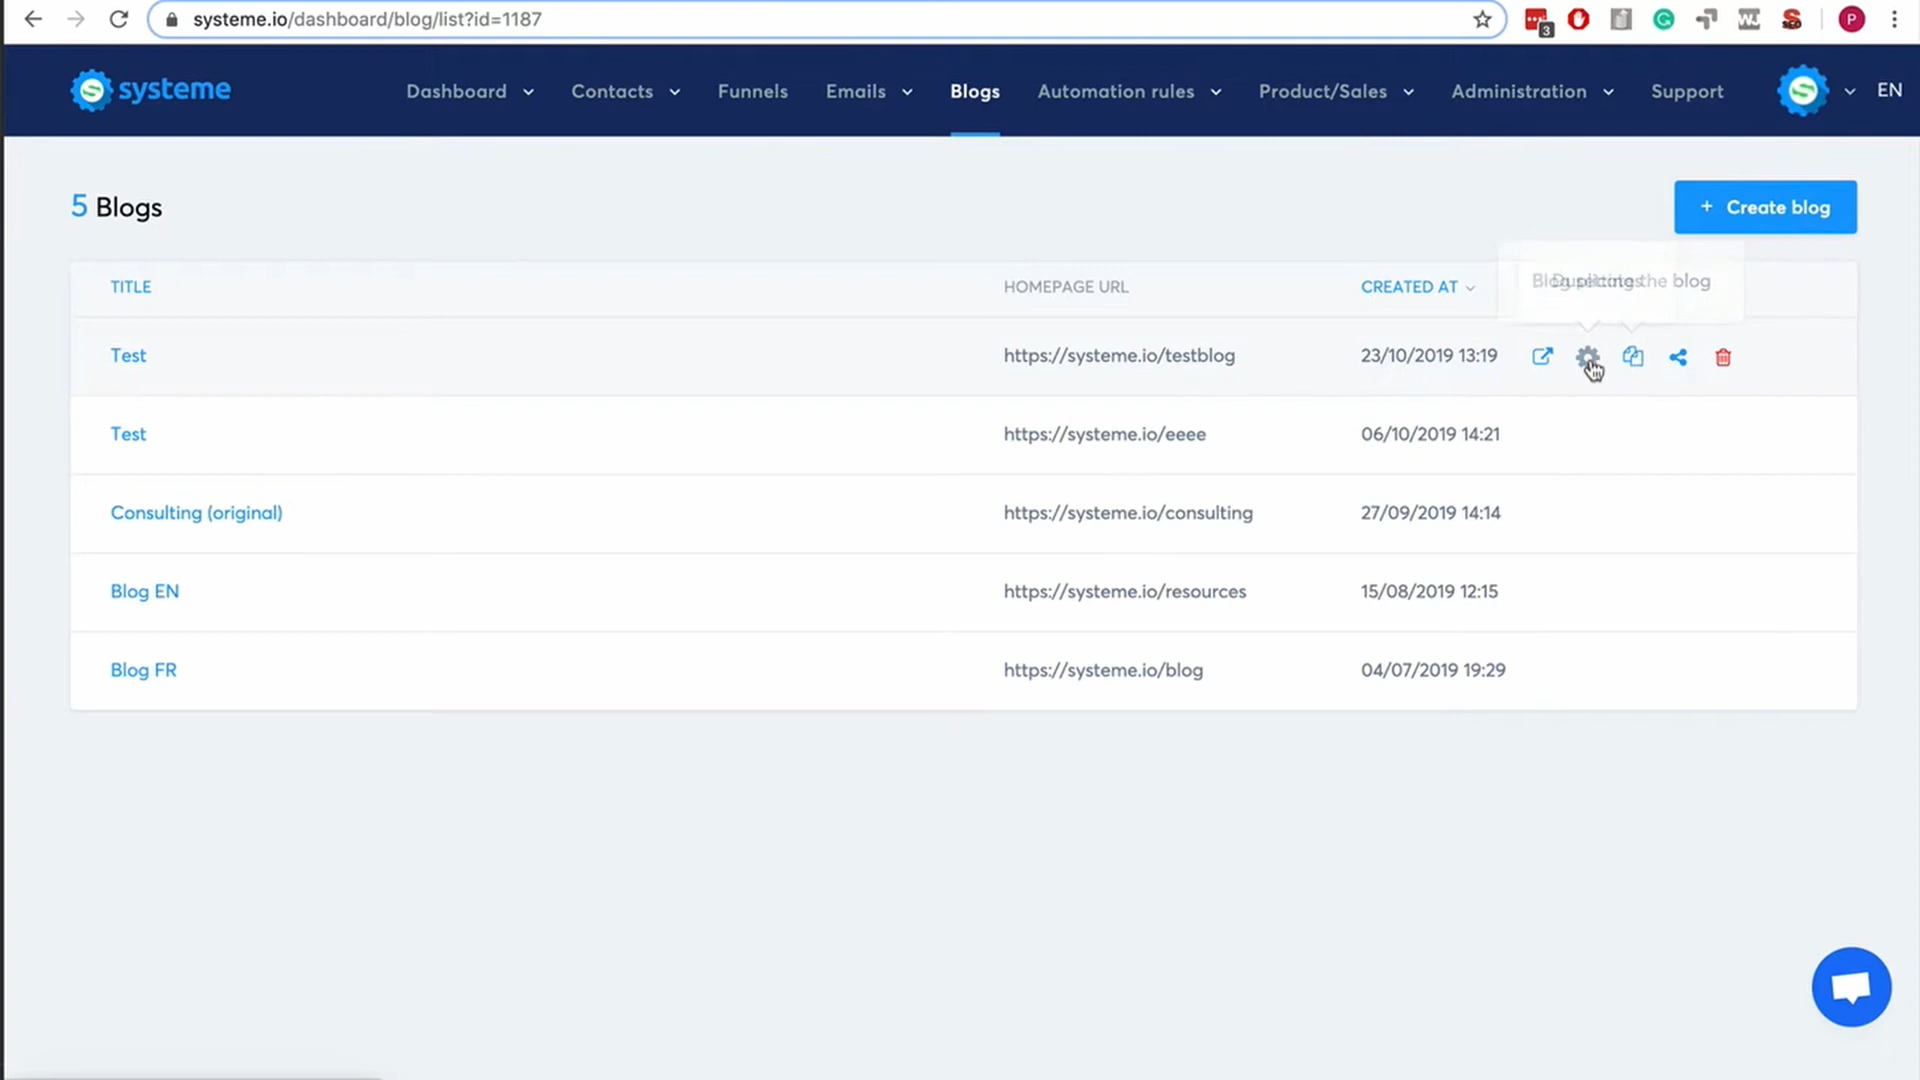 systeme.io/dashboard/blog/list?id=1187
3
P
systeme
Dashboard
Contacts
Funnels
Emails
Blogs
Automation rules
Product/Sales
Administration
Support
EN
5 Blogs
+ Create blog
TITLE
HOMEPAGE URL
CREATED AT
the blog
Test
https://systeme.io/testblog
23/10/2019 13:19
Test
https://systeme.io/eeee
06/10/2019 14:21
Consulting (original)
https://systeme.io/consulting
27/09/2019 14:14
Blog EN
https://systeme.io/resources
15/08/2019 12:15
Blog FR
https://systeme.io/blog
04/07/2019 19:29